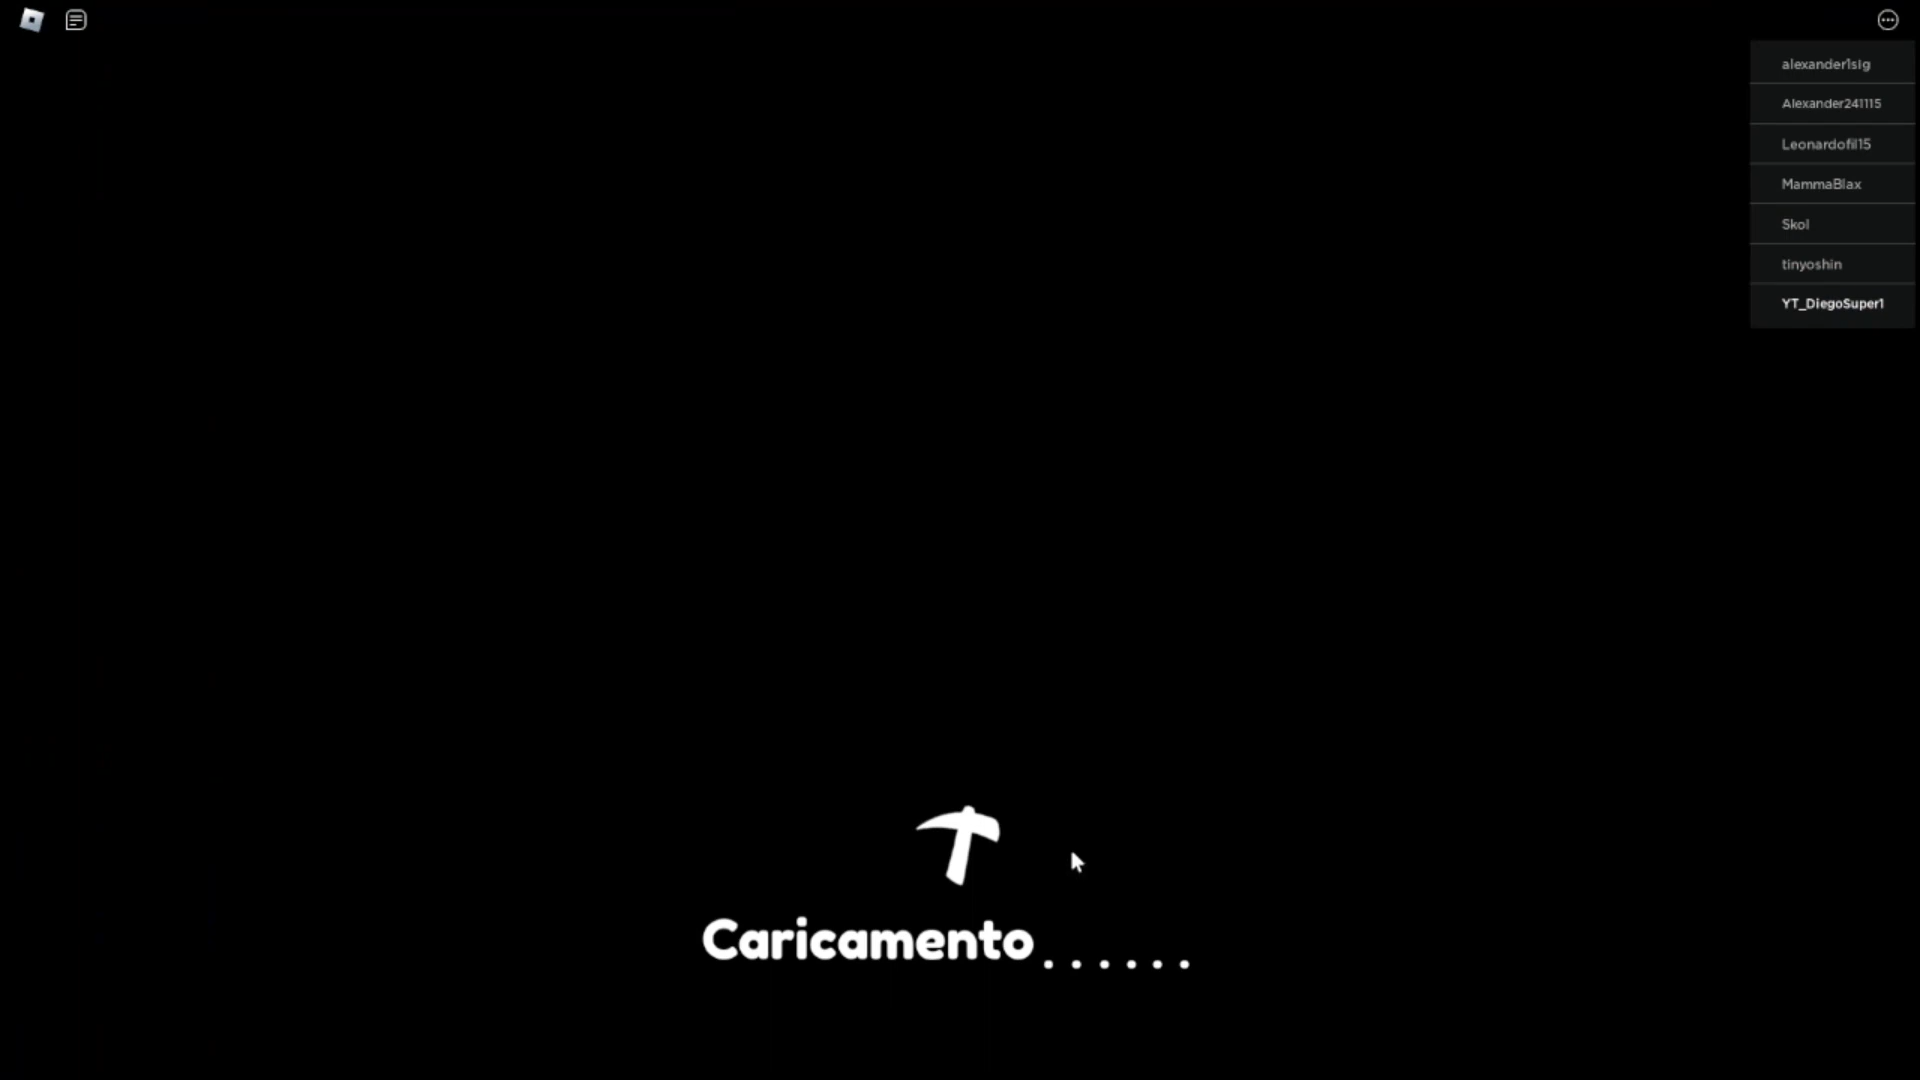 alexander1sig
Alexander241115
Leonardofil15
MammaBlax
Skol
tinyoshin
YT_DiegoSuper1
Caricamento......